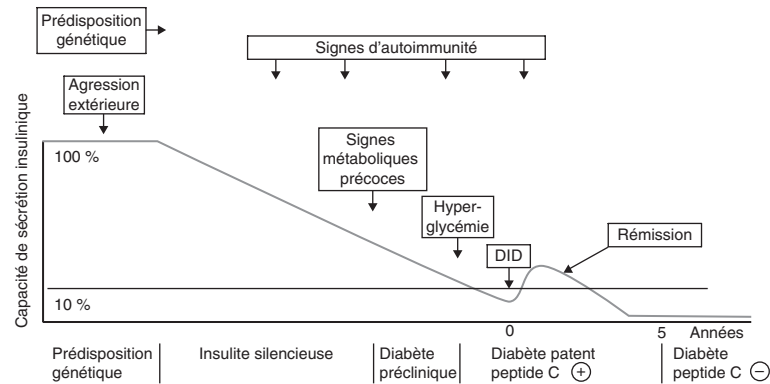 Prédisposition
génétique
Signes d'autoimmunité
Agression
extérieure
Capacité de sécrétion insulinique
100 %
Signes
métaboliques
précoces
Hyper-
glycémie
DID
Rémission
10 %
0
5
Années
Prédisposition
génétique
Insulite silencieuse
Diabète
préclinique
Diabète patent
peptide C +
Diabète
peptide C −